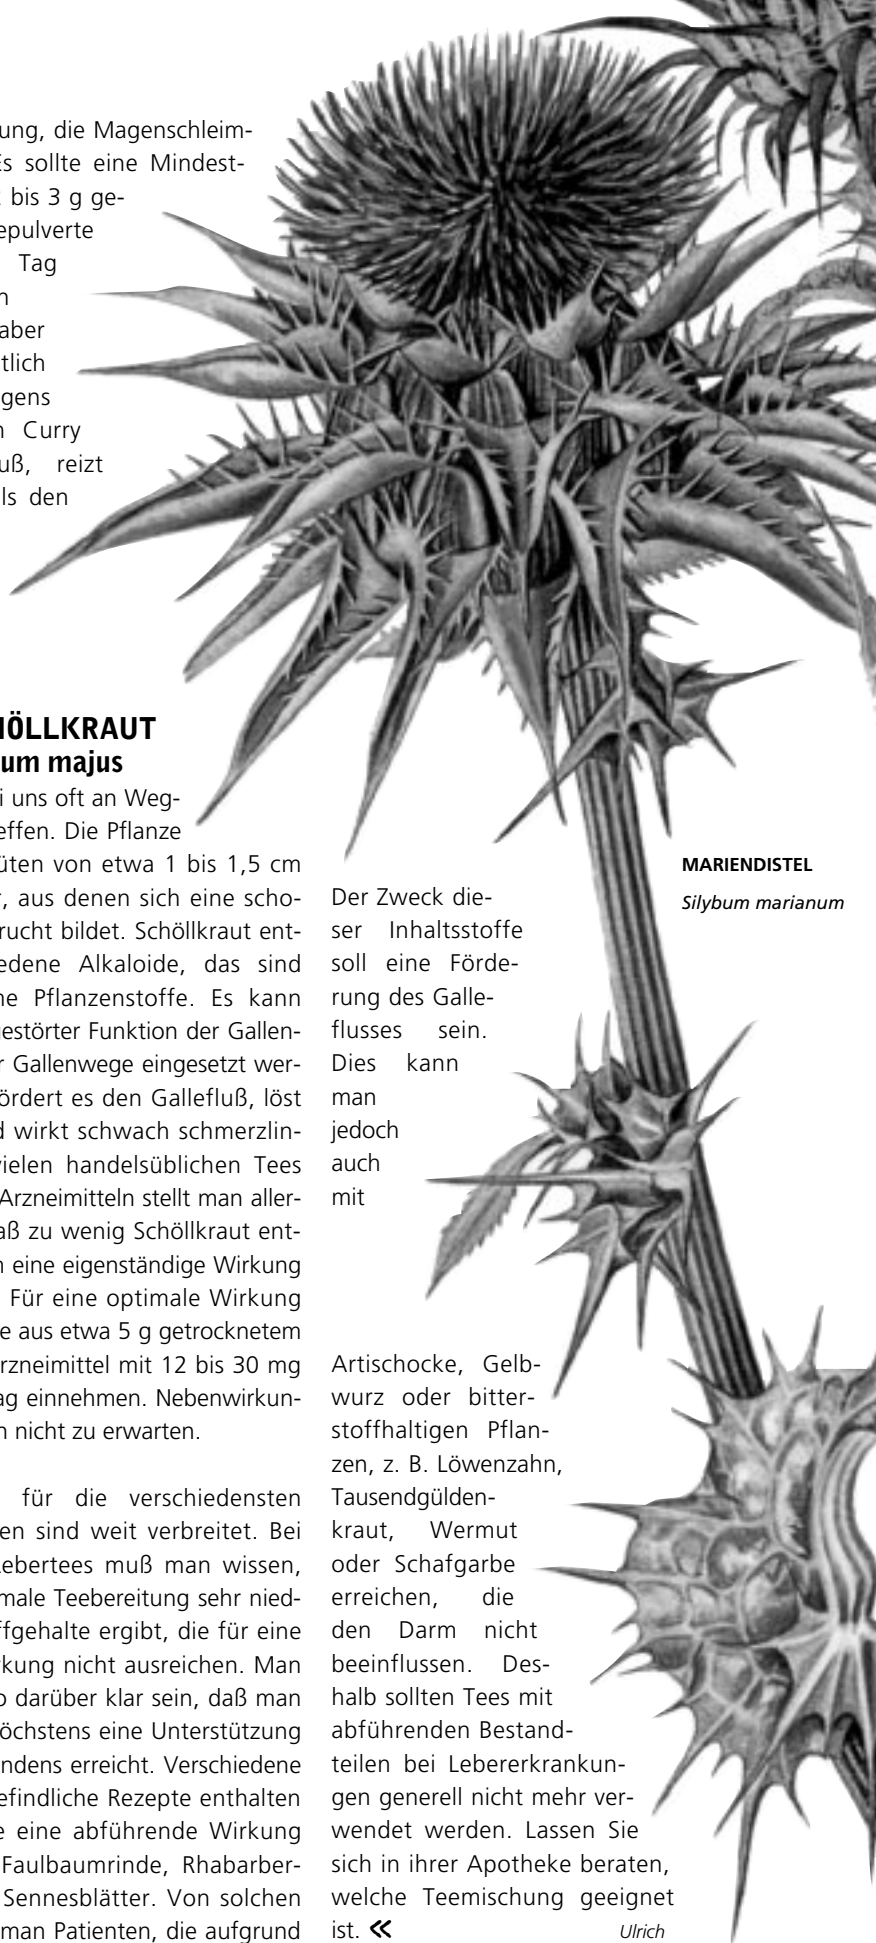 ung, die Magenschleim-
Es sollte eine Mindest-
bis 3 g ge-
epulverte
Tag
n
aber
tlich
gens
n Curry
uß, reizt
ls den
HÖLLKRAUT
um majus
i uns oft an Weg-
effen. Die Pflanze
üten von etwa 1 bis 1,5 cm
r, aus denen sich eine scho-
rucht bildet. Schöllkraut ent-
edene Alkaloide, das sind
he Pflanzenstoffe. Es kann
gestörter Funktion der Gallen-
r Gallenwege eingesetzt wer-
ördert es den Gallefluß, löst
d wirkt schwach schmerzlin-
vielen handelsüblichen Tees
Arzneimitteln stellt man aller-
aß zu wenig Schöllkraut ent-
n eine eigenständige Wirkung
Für eine optimale Wirkung
e aus etwa 5 g getrocknetem
rzneimittel mit 12 bis 30 mg
ag einnehmen. Nebenwirkun-
n nicht zu erwarten.
für die verschiedensten
en sind weit verbreitet. Bei
Lebertees muß man wissen,
male Teebereitung sehr nied-
ffgehalte ergibt, die für eine
rkung nicht ausreichen. Man
o darüber klar sein, daß man
öchstens eine Unterstützung
ndens erreicht. Verschiedene
efindliche Rezepte enthalten
e eine abführende Wirkung
Faulbaumrinde, Rhabarber-
Sennesblätter. Von solchen
man Patienten, die aufgrund
Der Zweck die-
ser Inhaltsstoffe
soll eine Förde-
rung des Galle-
flusses sein.
Dies kann
man
jedoch
auch
mit
Artischocke, Gelb-
wurz oder bitter-
stoffhaltigen Pflan-
zen, z. B. Löwenzahn,
Tausendgülden-
kraut, Wermut
oder Schafgarbe
erreichen, die
den Darm nicht
beeinflussen. Des-
halb sollten Tees mit
abführenden Bestand-
teilen bei Lebererkrankun-
gen generell nicht mehr ver-
wendet werden. Lassen Sie
sich in ihrer Apotheke beraten,
welche Teemischung geeignet
ist. « Ulrich
MARIENDISTEL
Silybum marianum